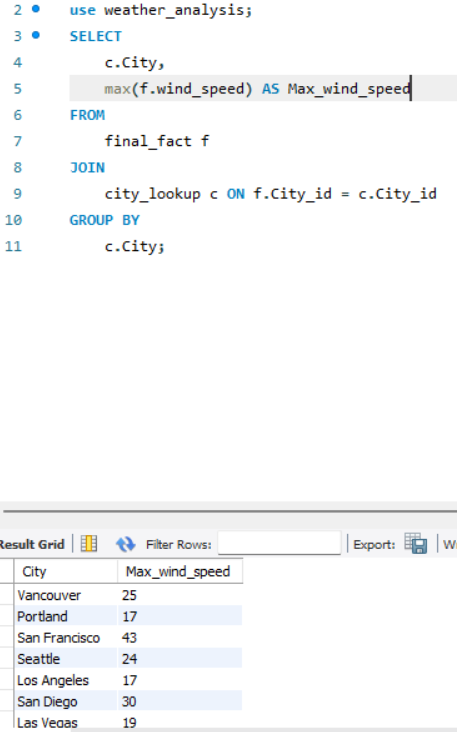 2 use weather_analysis;
3 SELECT
4 c.City,
5 max(f.wind_speed) AS Max_wind_speed
6 FROM
7 final_fact f
8 JOIN
9 city_lookup c ON f.City_id = c.City_id
10 GROUP BY
11 c.City;
Result Grid Filter Rows: Export:
City Max_wind_speed
Vancouver 25
Portland 17
San Francisco 43
Seattle 24
Los Angeles 17
San Diego 30
Las Vegas 19